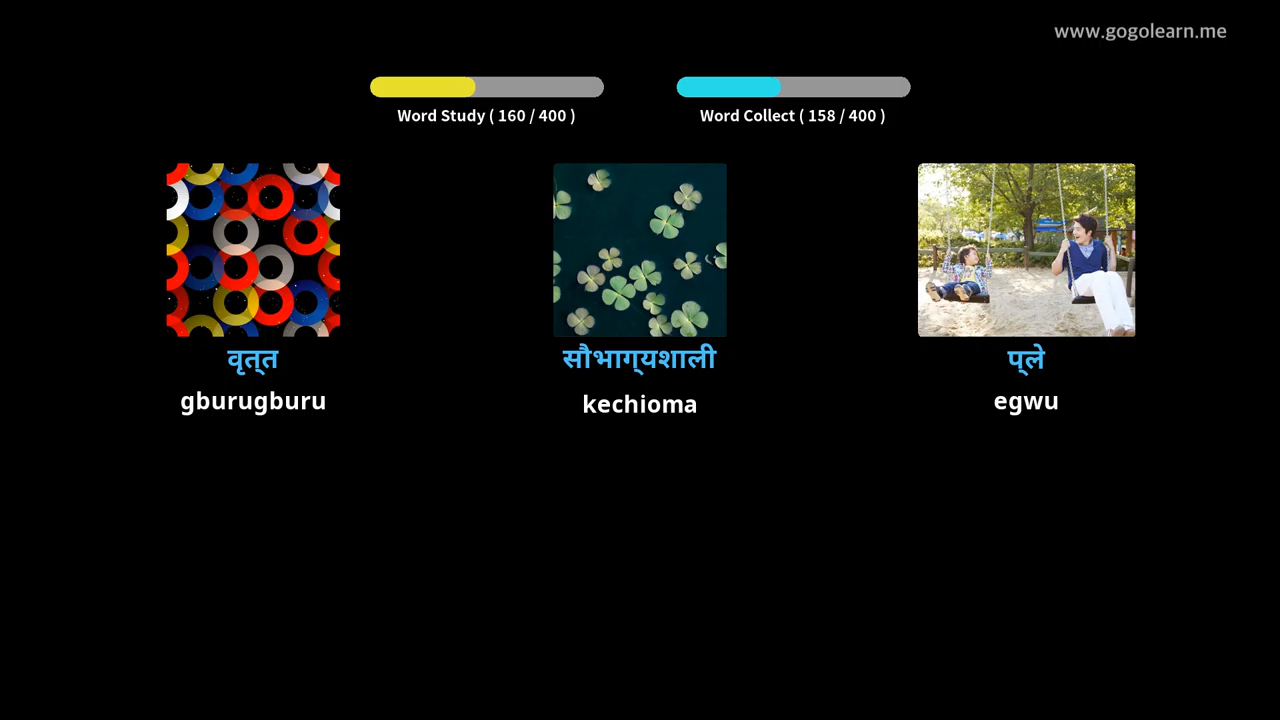 www.gogolearn.me
Word Study ( 160 / 400 )
Word Collect ( 158 / 400 )
वृत्त
सौभाग्यशाली
प्ले
gburugburu
kechioma
egwu